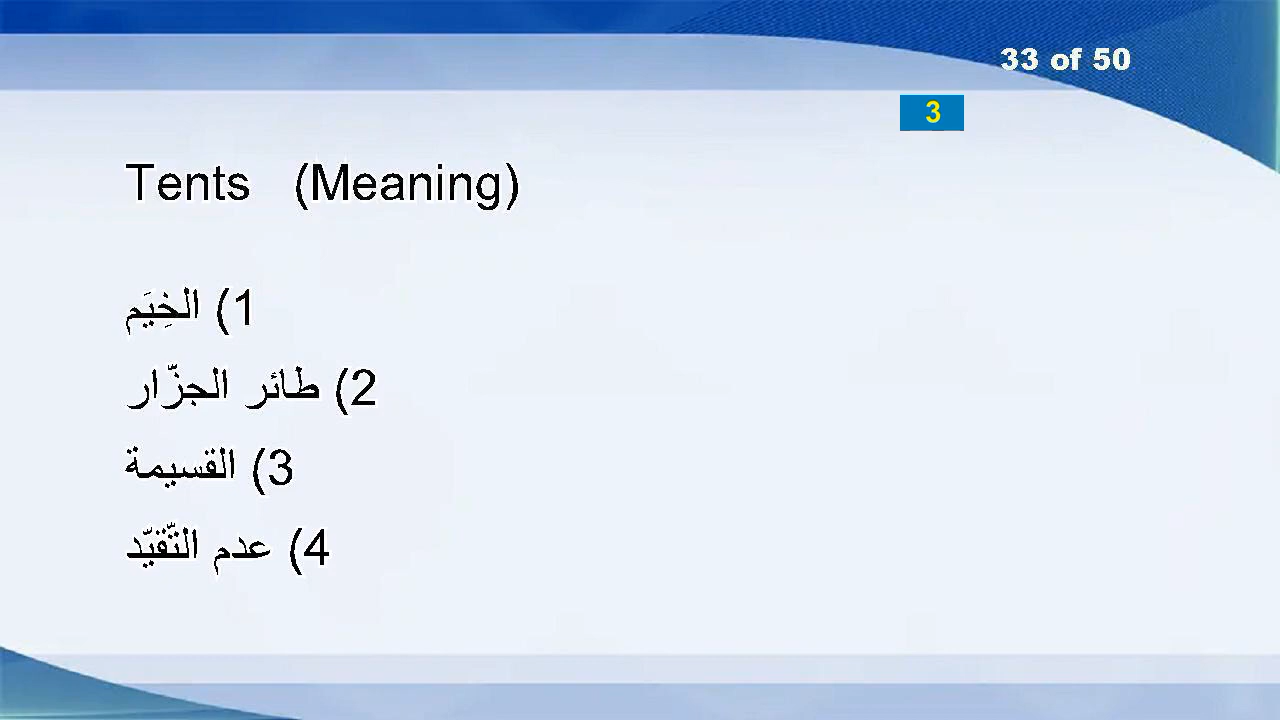 33 of 50
3
Tents (Meaning)
1) الخِيَم
2) طائر الجزّار
3) القسيمة
4) عدم التّقيّد